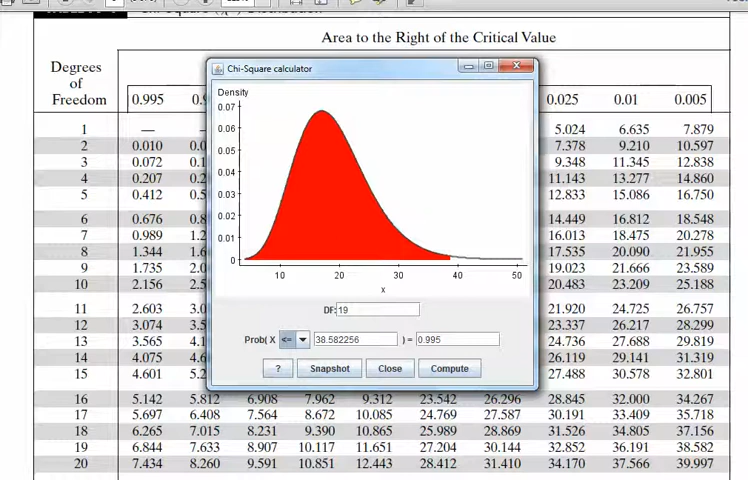 Area to the Right of the Critical Value
Degrees
of
Freedom
0.995 0.025 0.01 0.005
1 — 5.024 6.635 7.879
2 0.010 7.378 9.210 10.597
3 0.072 9.348 11.345 12.838
4 0.207 11.143 13.277 14.860
5 0.412 12.833 15.086 16.750
6 0.676 14.449 16.812 18.548
7 0.989 16.013 18.475 20.278
8 1.344 17.535 20.090 21.955
9 1.735 19.023 21.666 23.589
10 2.156 20.483 23.209 25.188
11 2.603 21.920 24.725 26.757
12 3.074 23.337 26.217 28.299
13 3.565 24.736 27.688 29.819
14 4.075 26.119 29.141 31.319
15 4.601 27.488 30.578 32.801
16 5.142 5.812 6.908 7.962 9.312 23.542 26.296 28.845 32.000 34.267
17 5.697 6.408 7.564 8.672 10.085 24.769 27.587 30.191 33.409 35.718
18 6.265 7.015 8.231 9.390 10.865 25.989 28.869 31.526 34.805 37.156
19 6.844 7.633 8.907 10.117 11.651 27.204 30.144 32.852 36.191 38.582
20 7.434 8.260 9.591 10.851 12.443 28.412 31.410 34.170 37.566 39.997
Chi-Square calculator
Density
0.07
0.06
0.05
0.04
0.03
0.02
0.01
0
10 20 30 40 50
x
DF: 19
Prob( X <= 38.582256 ) = 0.995
? Snapshot Close Compute